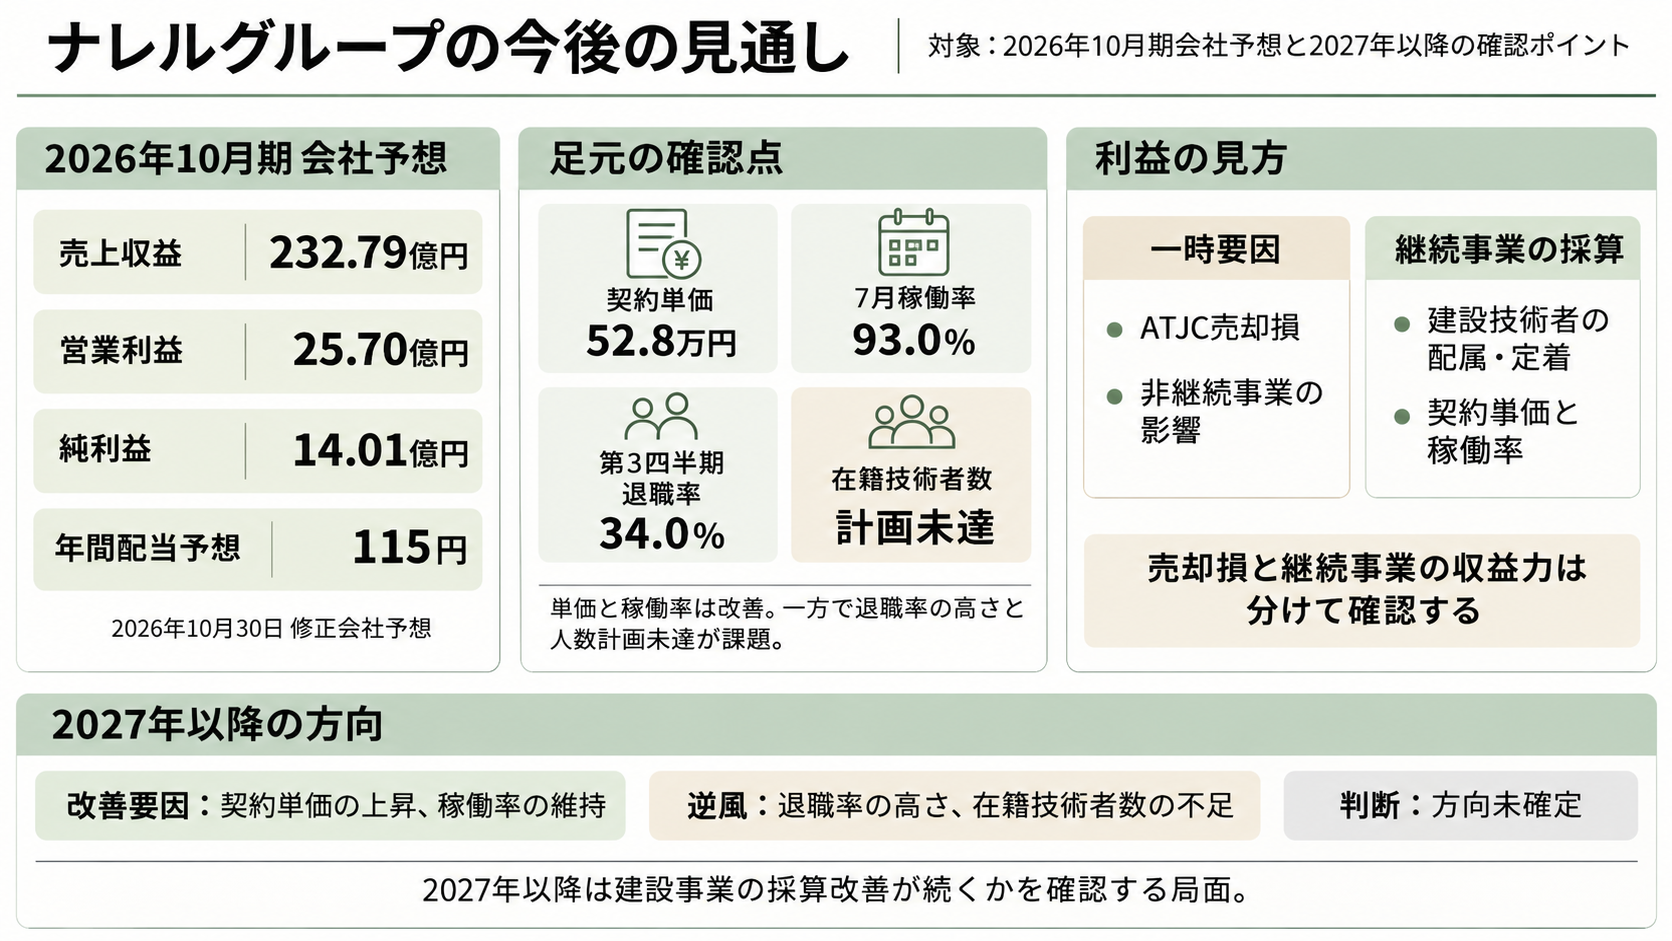 ナレルグループの今後の見通し
対象：2026年10月期会社予想と2027年以降の確認ポイント
2026年10月期 会社予想
売上収益 232.79億円
営業利益 25.70億円
純利益 14.01億円
年間配当予想 115円
2026年10月30日 修正会社予想
足元の確認点
契約単価
52.8万円
7月稼働率
93.0%
第3四半期
退職率
34.0%
在籍技術者数
計画未達
単価と稼働率は改善。一方で退職率の高さと
人数計画未達が課題。
利益の見方
一時要因
ATJC売却損
非継続事業の
影響
継続事業の採算
建設技術者の
配属・定着
契約単価と
稼働率
売却損と継続事業の収益力は
分けて確認する
2027年以降の方向
改善要因：契約単価の上昇、稼働率の維持
逆風：退職率の高さ、在籍技術者数の不足
判断：方向未確定
2027年以降は建設事業の採算改善が続くかを確認する局面。